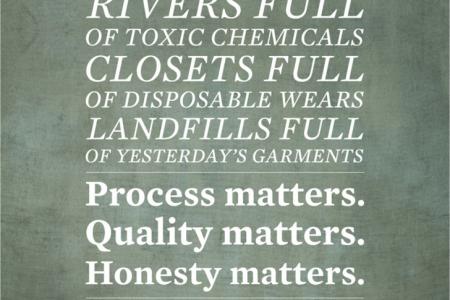 RIVERS FULL
OF TOXIC CHEMICALS
CLOSETS FULL
OF DISPOSABLE WEARS
LANDFILLS FULL
OF YESTERDAY'S GARMENTS
Process matters.
Quality matters.
Honesty matters.